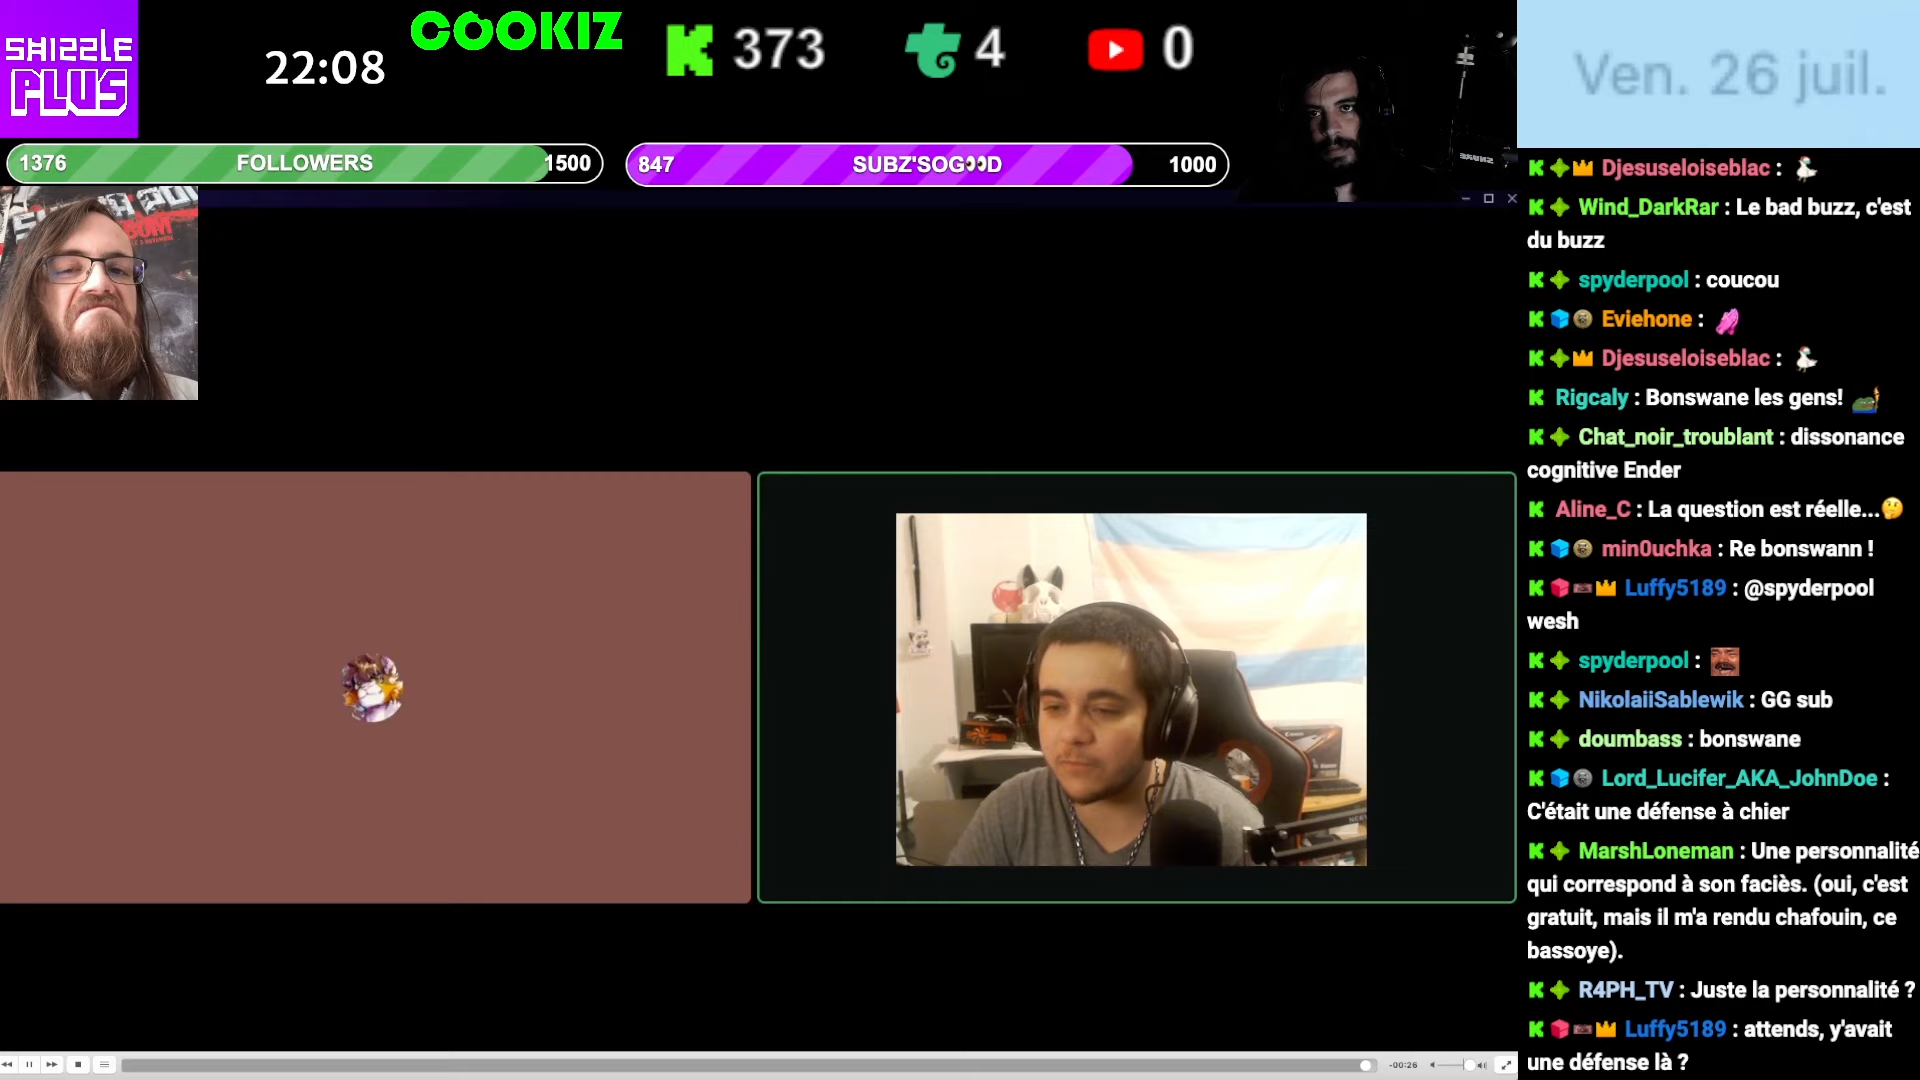 SHIZZLE
PLUS
22:08
COOKIZ
373
4
0
Ven. 26 juil.
1376 FOLLOWERS 1500
847 SUBZ'SOG👀D 1000
Djesuseloiseblac :
Wind_DarkRar : Le bad buzz, c'est
du buzz
spyderpool : coucou
Eviehone :
Djesuseloiseblac :
Rigcaly : Bonswane les gens!
Chat_noir_troublant : dissonance
cognitive Ender
Aline_C : La question est réelle...🤔
min0uchka : Re bonswann !
Luffy5189 : @spyderpool
wesh
spyderpool :
NikolaiiSablewik : GG sub
doumbass : bonswane
Lord_Lucifer_AKA_JohnDoe :
C'était une défense à chier
MarshLoneman : Une personnalité
qui correspond à son faciès. (oui, c'est
gratuit, mais il m'a rendu chafouin, ce
bassoye).
R4PH_TV : Juste la personnalité ?
Luffy5189 : attends, y'avait
une défense là ?
-00:26